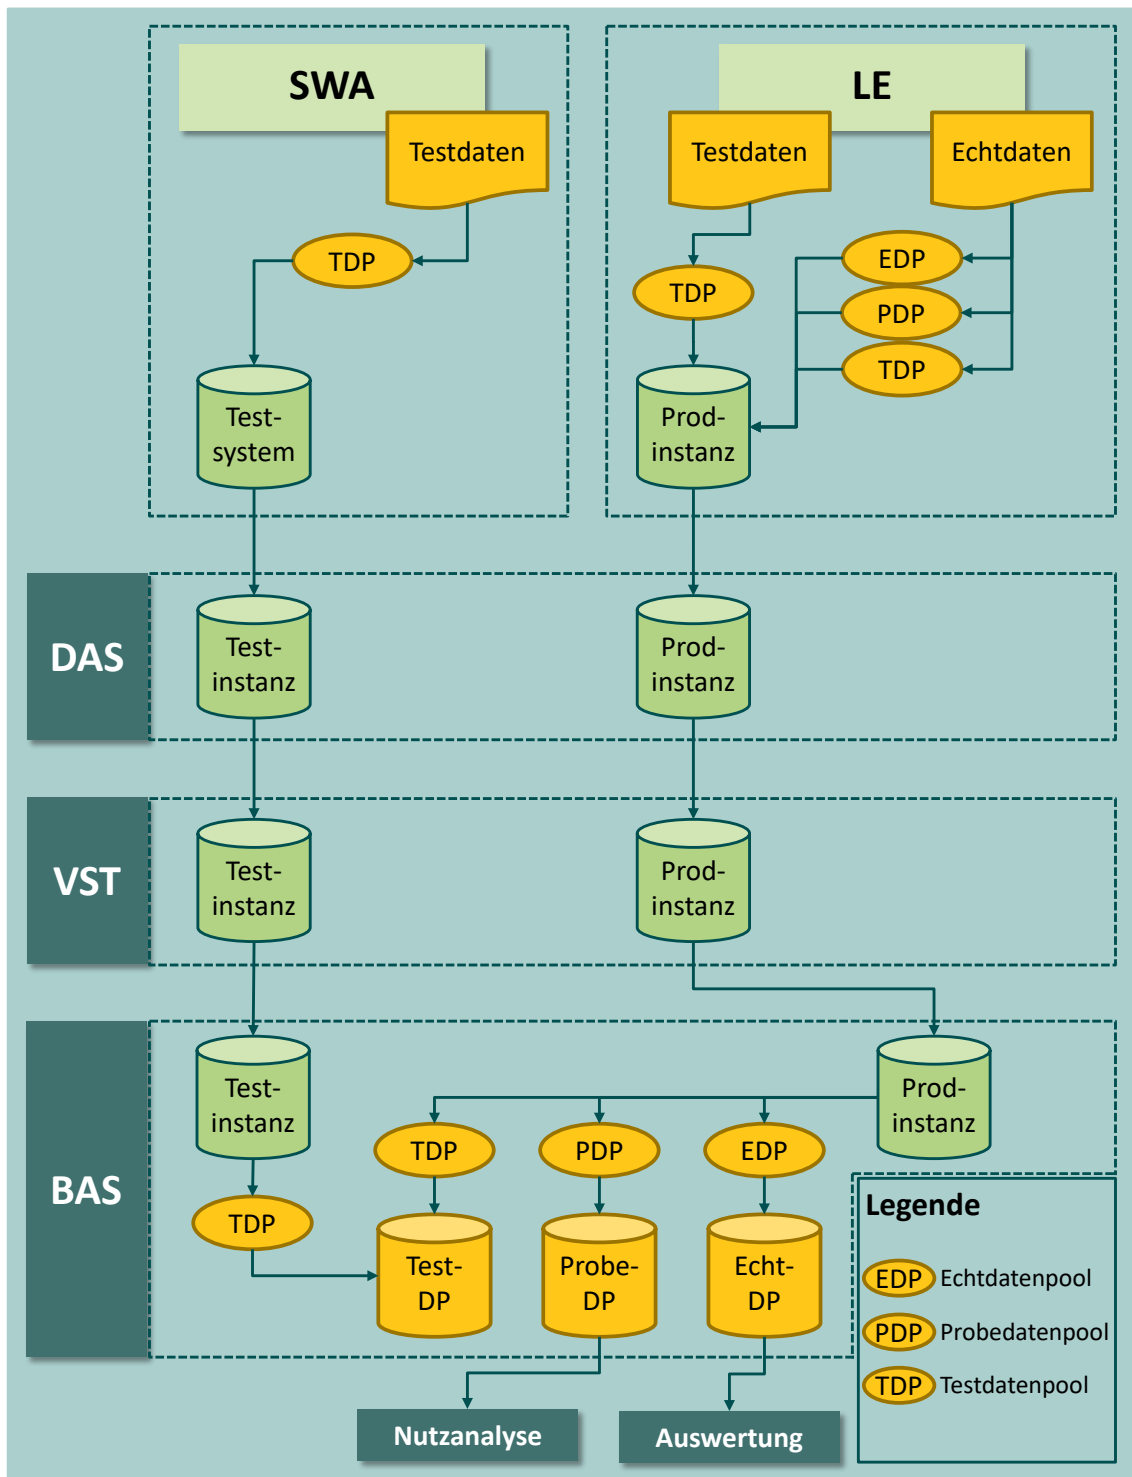 SWA
LE
Testdaten
Testdaten
Echtdaten
TDP
TDP
EDP
PDP
TDP
Test-
system
Prod-
instanz
DAS
Test-
instanz
Prod-
instanz
VST
Test-
instanz
Prod-
instanz
BAS
Test-
instanz
Prod-
instanz
TDP
PDP
EDP
TDP
Test-
DP
Probe-
DP
Echt-
DP
Legende
EDP Echtdatenpool
PDP Probedatenpool
TDP Testdatenpool
Nutzanalyse
Auswertung